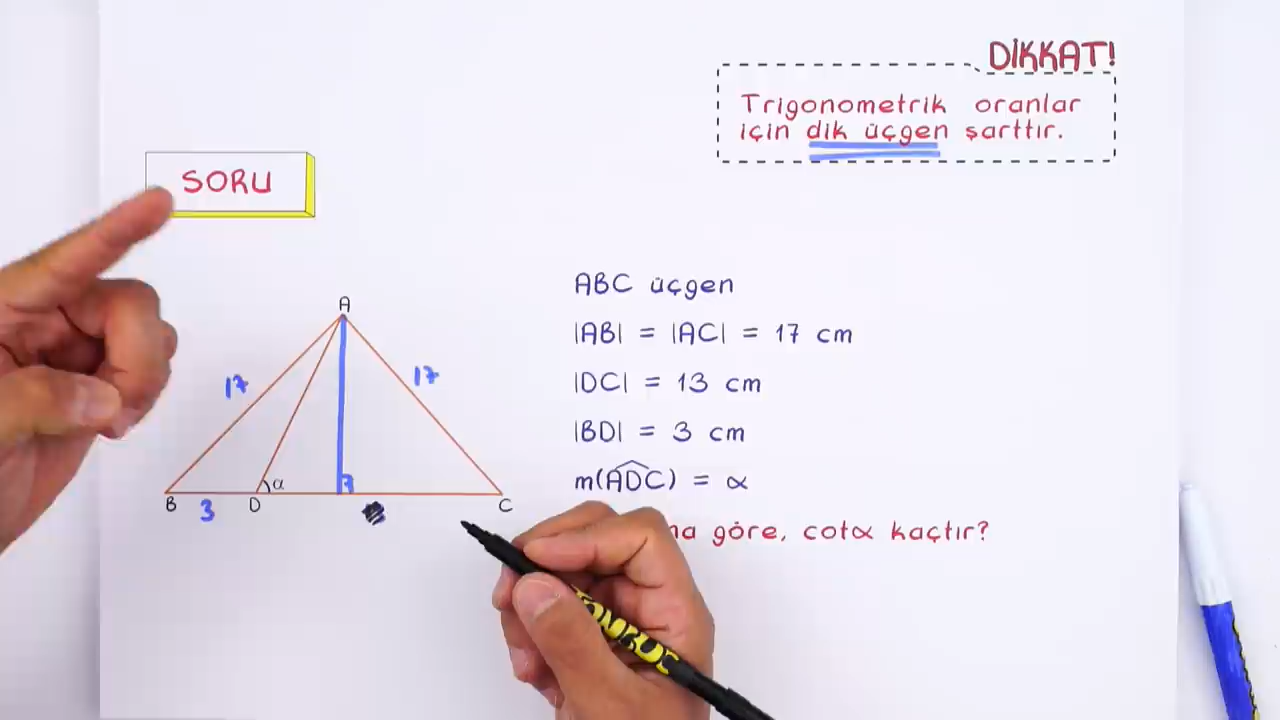 DİKKAT!
Trigonometrik oranlar
için dik üçgen şarttır.
SORU
ABC üçgen
|AB| = |AC| = 17 cm
|DC| = 13 cm
|BD| = 3 cm
m(ADC) = α
göre, cotα kaçtır?
A
17
17
α
B
3
D
C